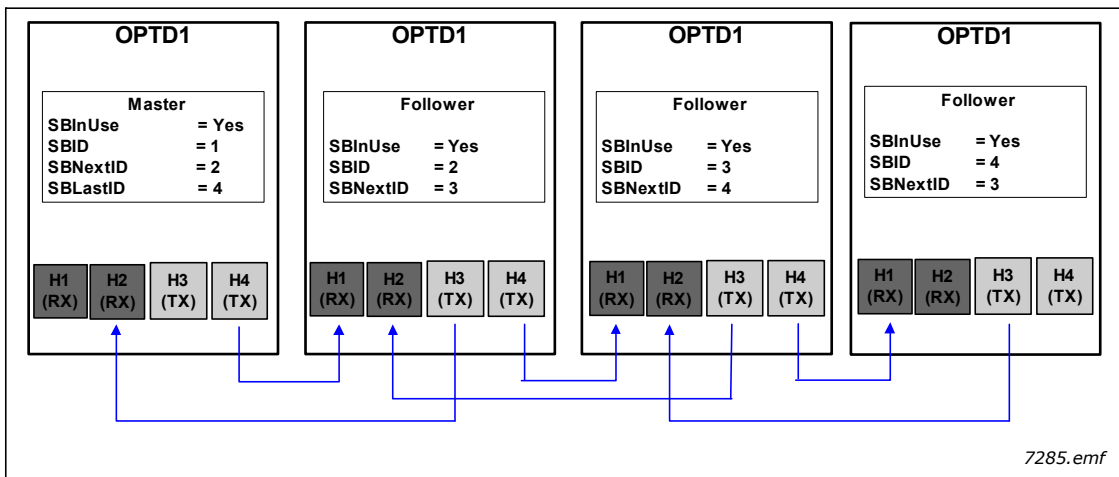 OPTD1
Master
SBInUse = Yes
SBID = 1
SBNextID = 2
SBLastID = 4
H1 (RX)
H2 (RX)
H3 (TX)
H4 (TX)
OPTD1
Follower
SBInUse = Yes
SBID = 2
SBNextID = 3
H1 (RX)
H2 (RX)
H3 (TX)
H4 (TX)
OPTD1
Follower
SBInUse = Yes
SBID = 3
SBNextID = 4
H1 (RX)
H2 (RX)
H3 (TX)
H4 (TX)
OPTD1
Follower
SBInUse = Yes
SBID = 4
SBNextID = 3
H1 (RX)
H2 (RX)
H3 (TX)
H4 (TX)
7285.emf